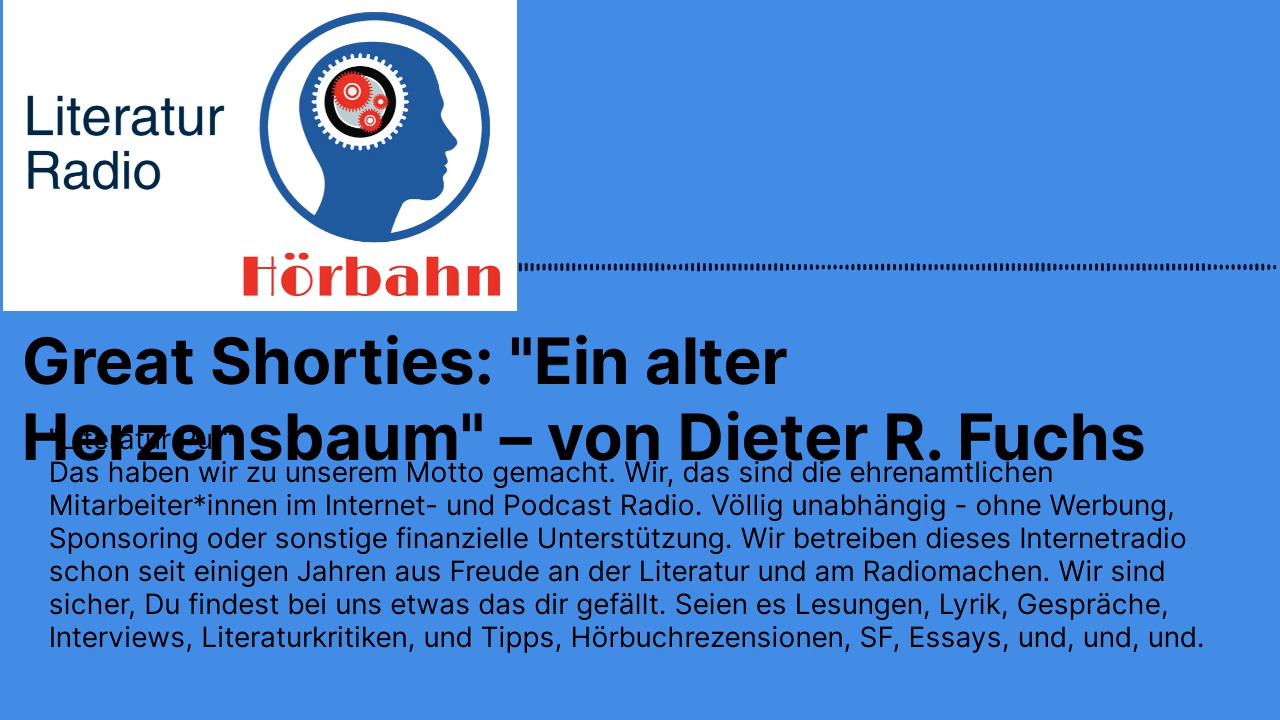 Literatur
Radio
Hörbahn
Great Shorties: "Ein alter
Herzensbaum" – von Dieter R. Fuchs
Das haben wir zu unserem Motto gemacht. Wir, das sind die ehrenamtlichen
Mitarbeiter*innen im Internet- und Podcast Radio. Völlig unabhängig - ohne Werbung,
Sponsoring oder sonstige finanzielle Unterstützung. Wir betreiben dieses Internetradio
schon seit einigen Jahren aus Freude an der Literatur und am Radiomachen. Wir sind
sicher, Du findest bei uns etwas das dir gefällt. Seien es Lesungen, Lyrik, Gespräche,
Interviews, Literaturkritiken, und Tipps, Hörbuchrezensionen, SF, Essays, und, und, und.